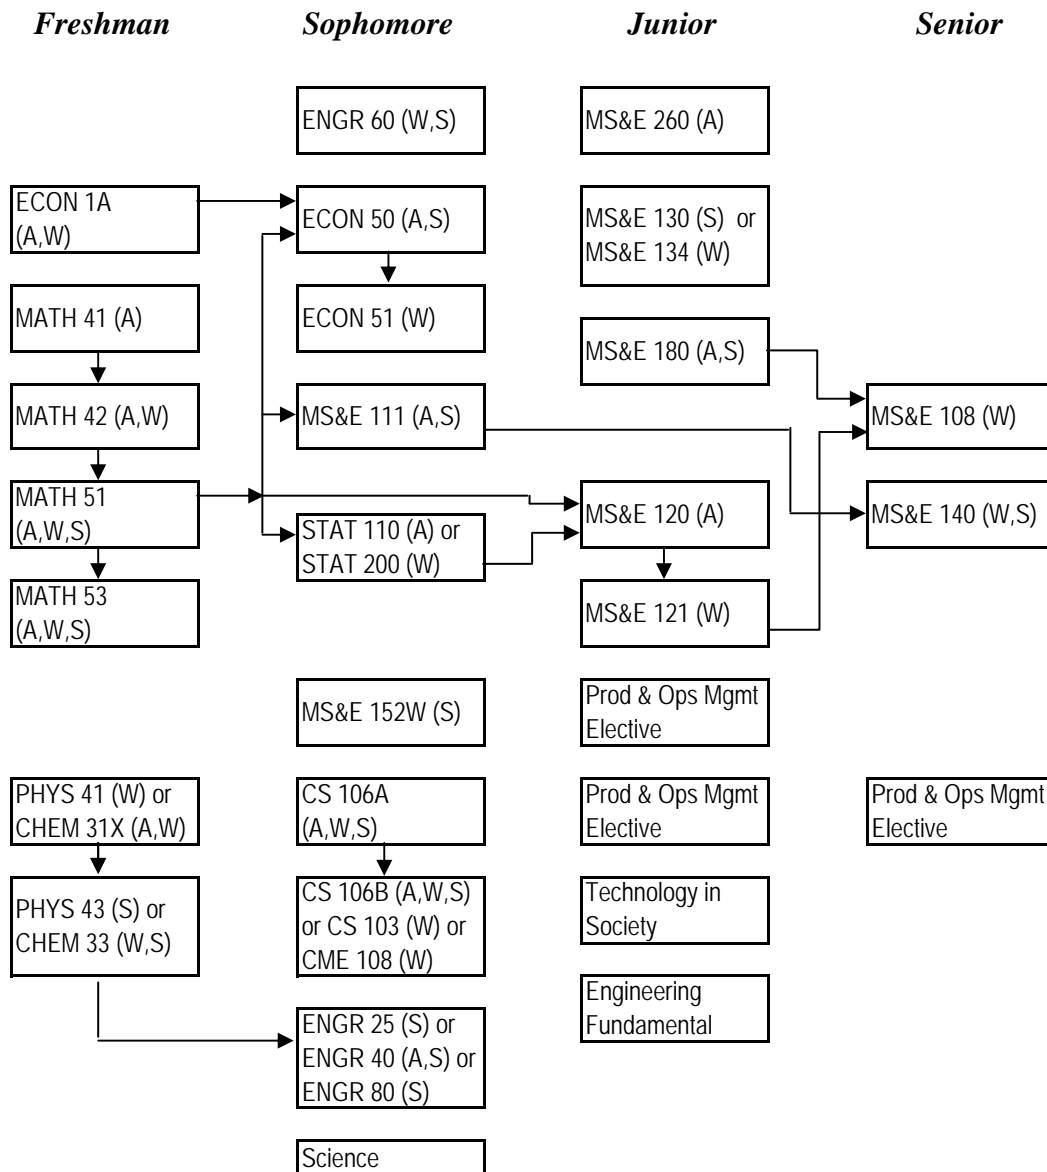 Freshman
Sophomore
Junior
Senior
ENGR 60 (W,S)
MS&E 260 (A)
ECON 1A
(A,W)
ECON 50 (A,S)
MS&E 130 (S) or
MS&E 134 (W)
MATH 41 (A)
ECON 51 (W)
MS&E 180 (A,S)
MATH 42 (A,W)
MS&E 111 (A,S)
MS&E 108 (W)
MATH 51
(A,W,S)
STAT 110 (A) or
STAT 200 (W)
MS&E 120 (A)
MS&E 140 (W,S)
MATH 53
(A,W,S)
MS&E 121 (W)
MS&E 152W (S)
Prod & Ops Mgmt
Elective
PHYS 41 (W) or
CHEM 31X (A,W)
CS 106A
(A,W,S)
Prod & Ops Mgmt
Elective
Prod & Ops Mgmt
Elective
PHYS 43 (S) or
CHEM 33 (W,S)
CS 106B (A,W,S)
or CS 103 (W) or
CME 108 (W)
Technology in
Society
Engineering
Fundamental
ENGR 25 (S) or
ENGR 40 (A,S) or
ENGR 80 (S)
Science